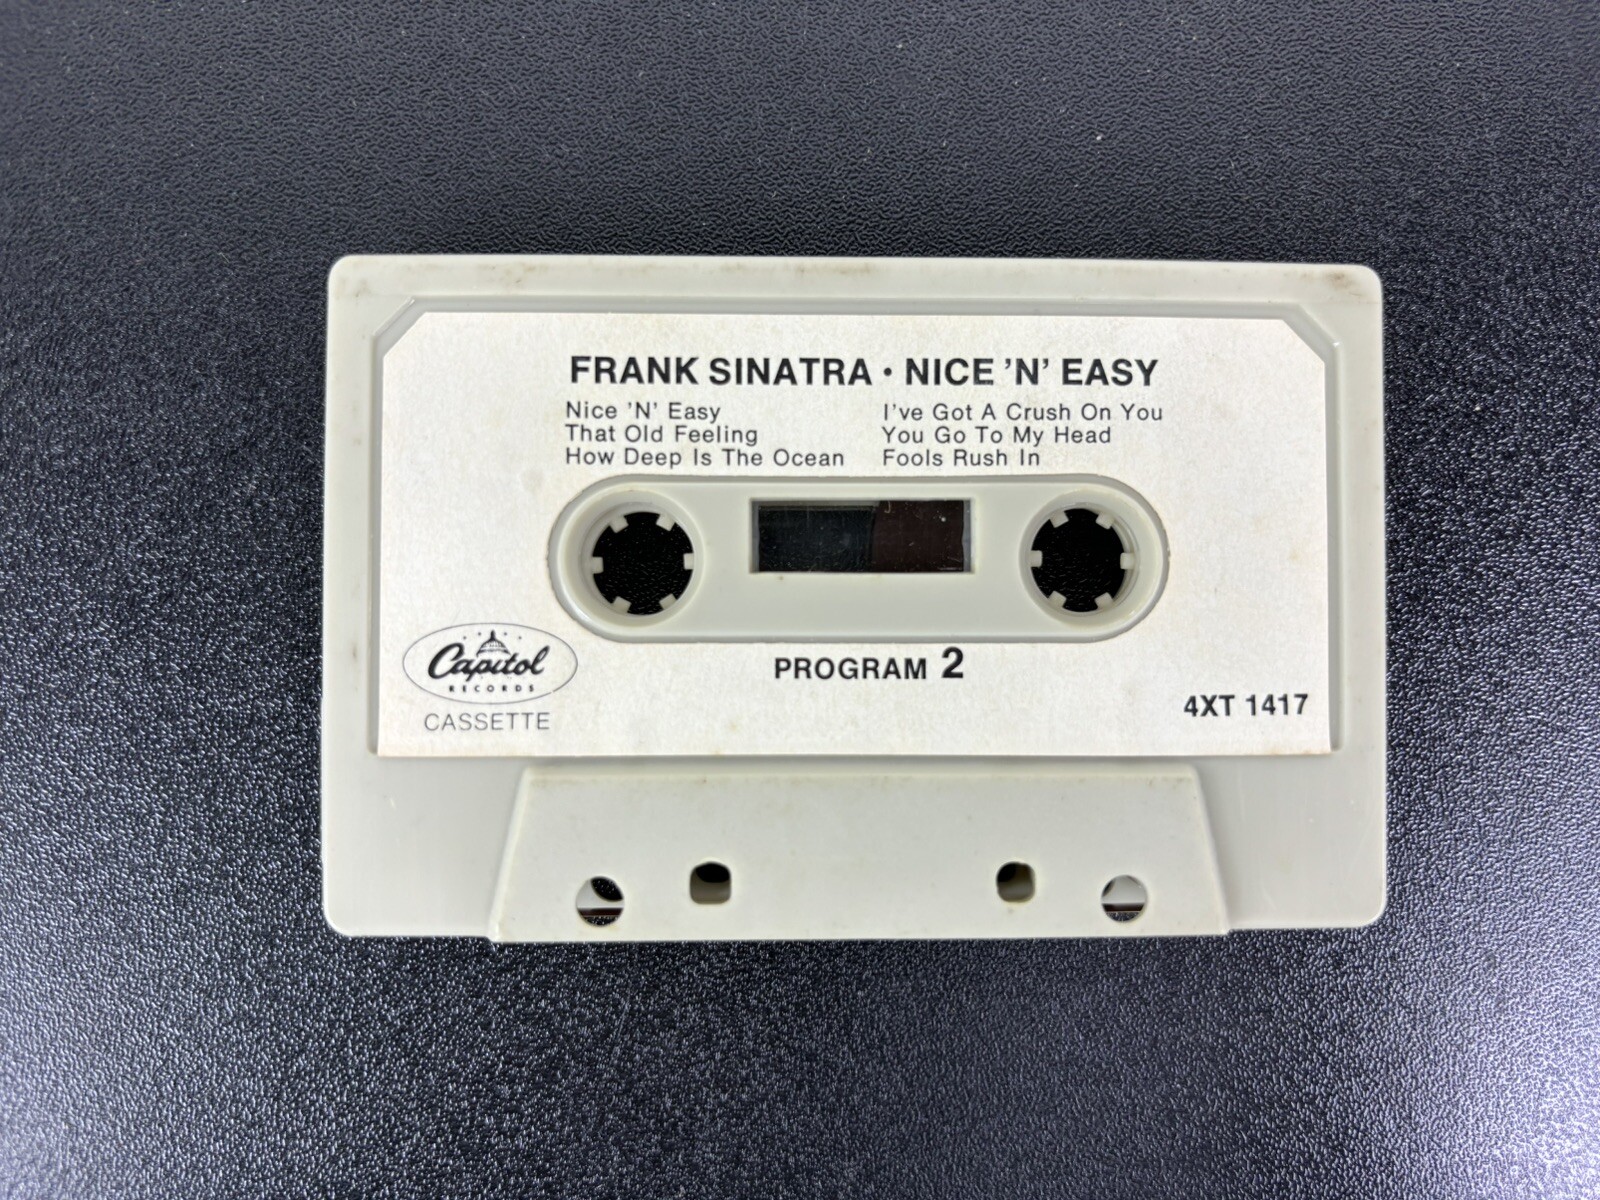 FRANK SINATRA • NICE 'N' EASY
Nice 'N' Easy
That Old Feeling
How Deep Is The Ocean
I've Got A Crush On You
You Go To My Head
Fools Rush In
Capitol
RECORDS
CASSETTE
PROGRAM 2
4XT 1417